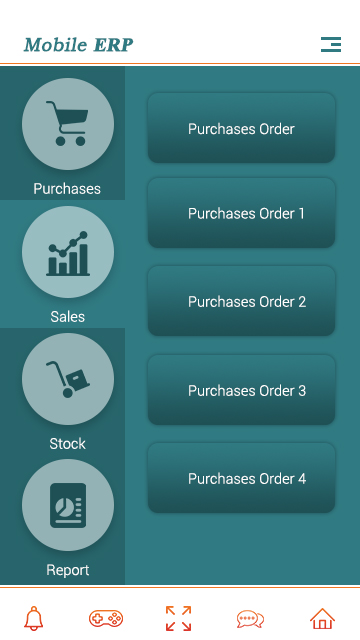 Mobile ERP
Purchases
Sales
Stock
Report
Purchases Order
Purchases Order 1
Purchases Order 2
Purchases Order 3
Purchases Order 4